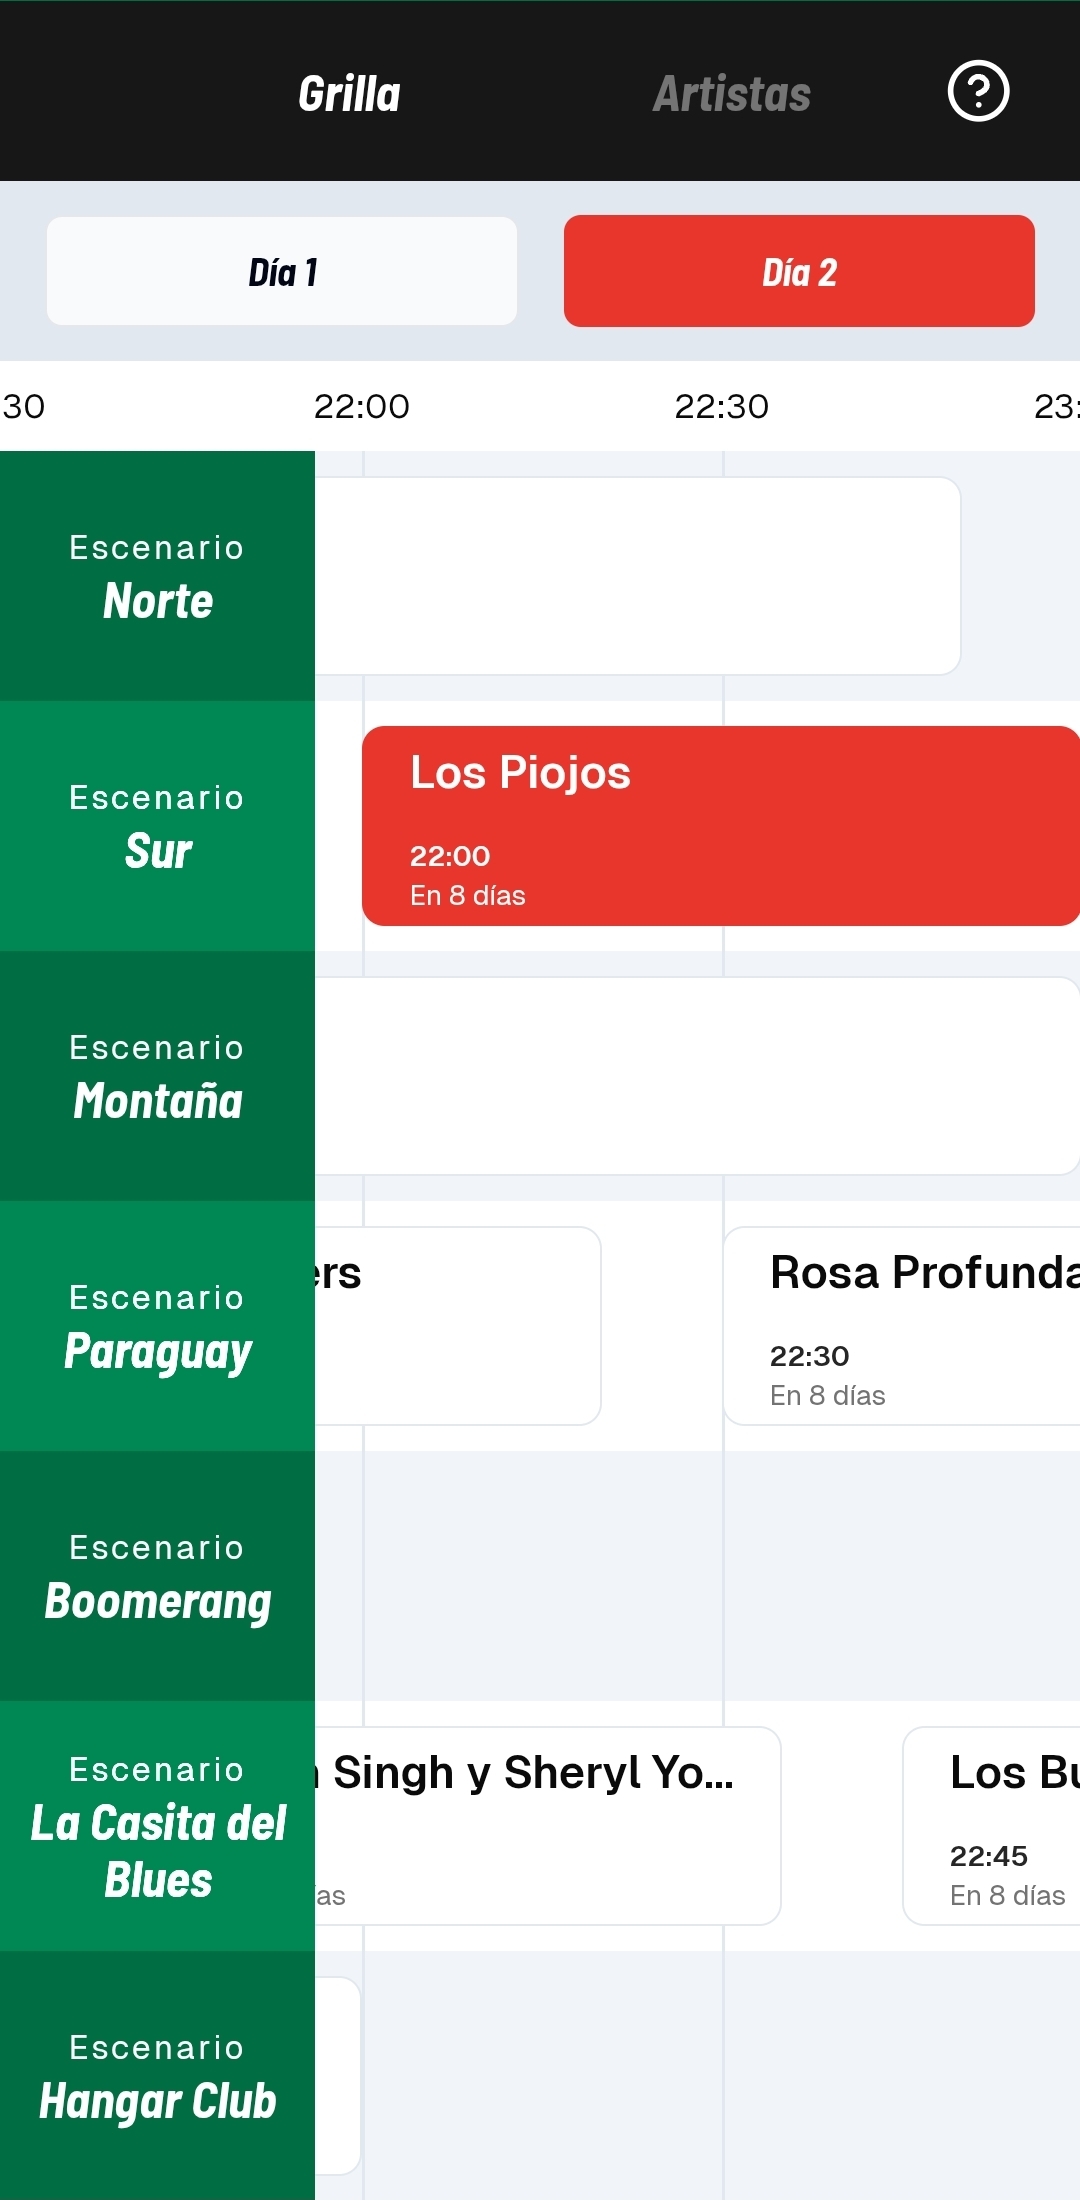 Grilla
Artistas
Día 1
Día 2
30
22:00
22:30
23:
Escenario
Norte
Escenario
Sur
Los Piojos
22:00
En 8 días
Escenario
Montaña
Escenario
Paraguay
ers
Rosa Profunda
22:30
En 8 días
Escenario
Boomerang
Escenario
La Casita del
Blues
Singh y Sheryl Yo...
ías
Los Bu
22:45
En 8 días
Escenario
Hangar Club